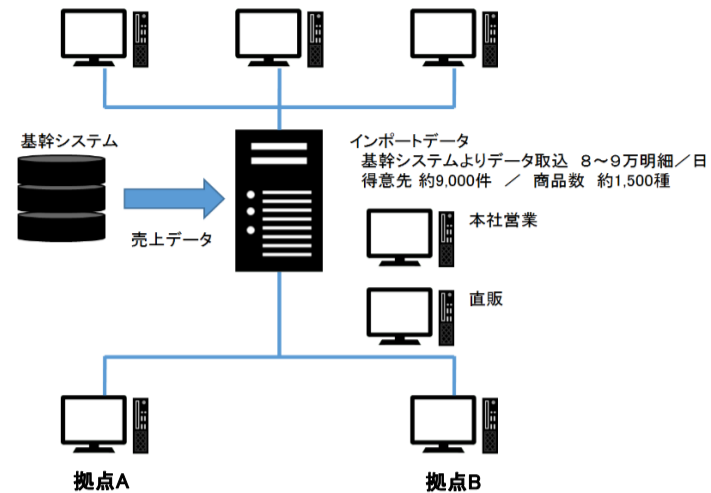 基幹システム
インポートデータ
基幹システムよりデータ取込　８～９万明細／日
得意先 約9,000件　／　商品数　約1,500種
売上データ
本社営業
直販
拠点A
拠点B